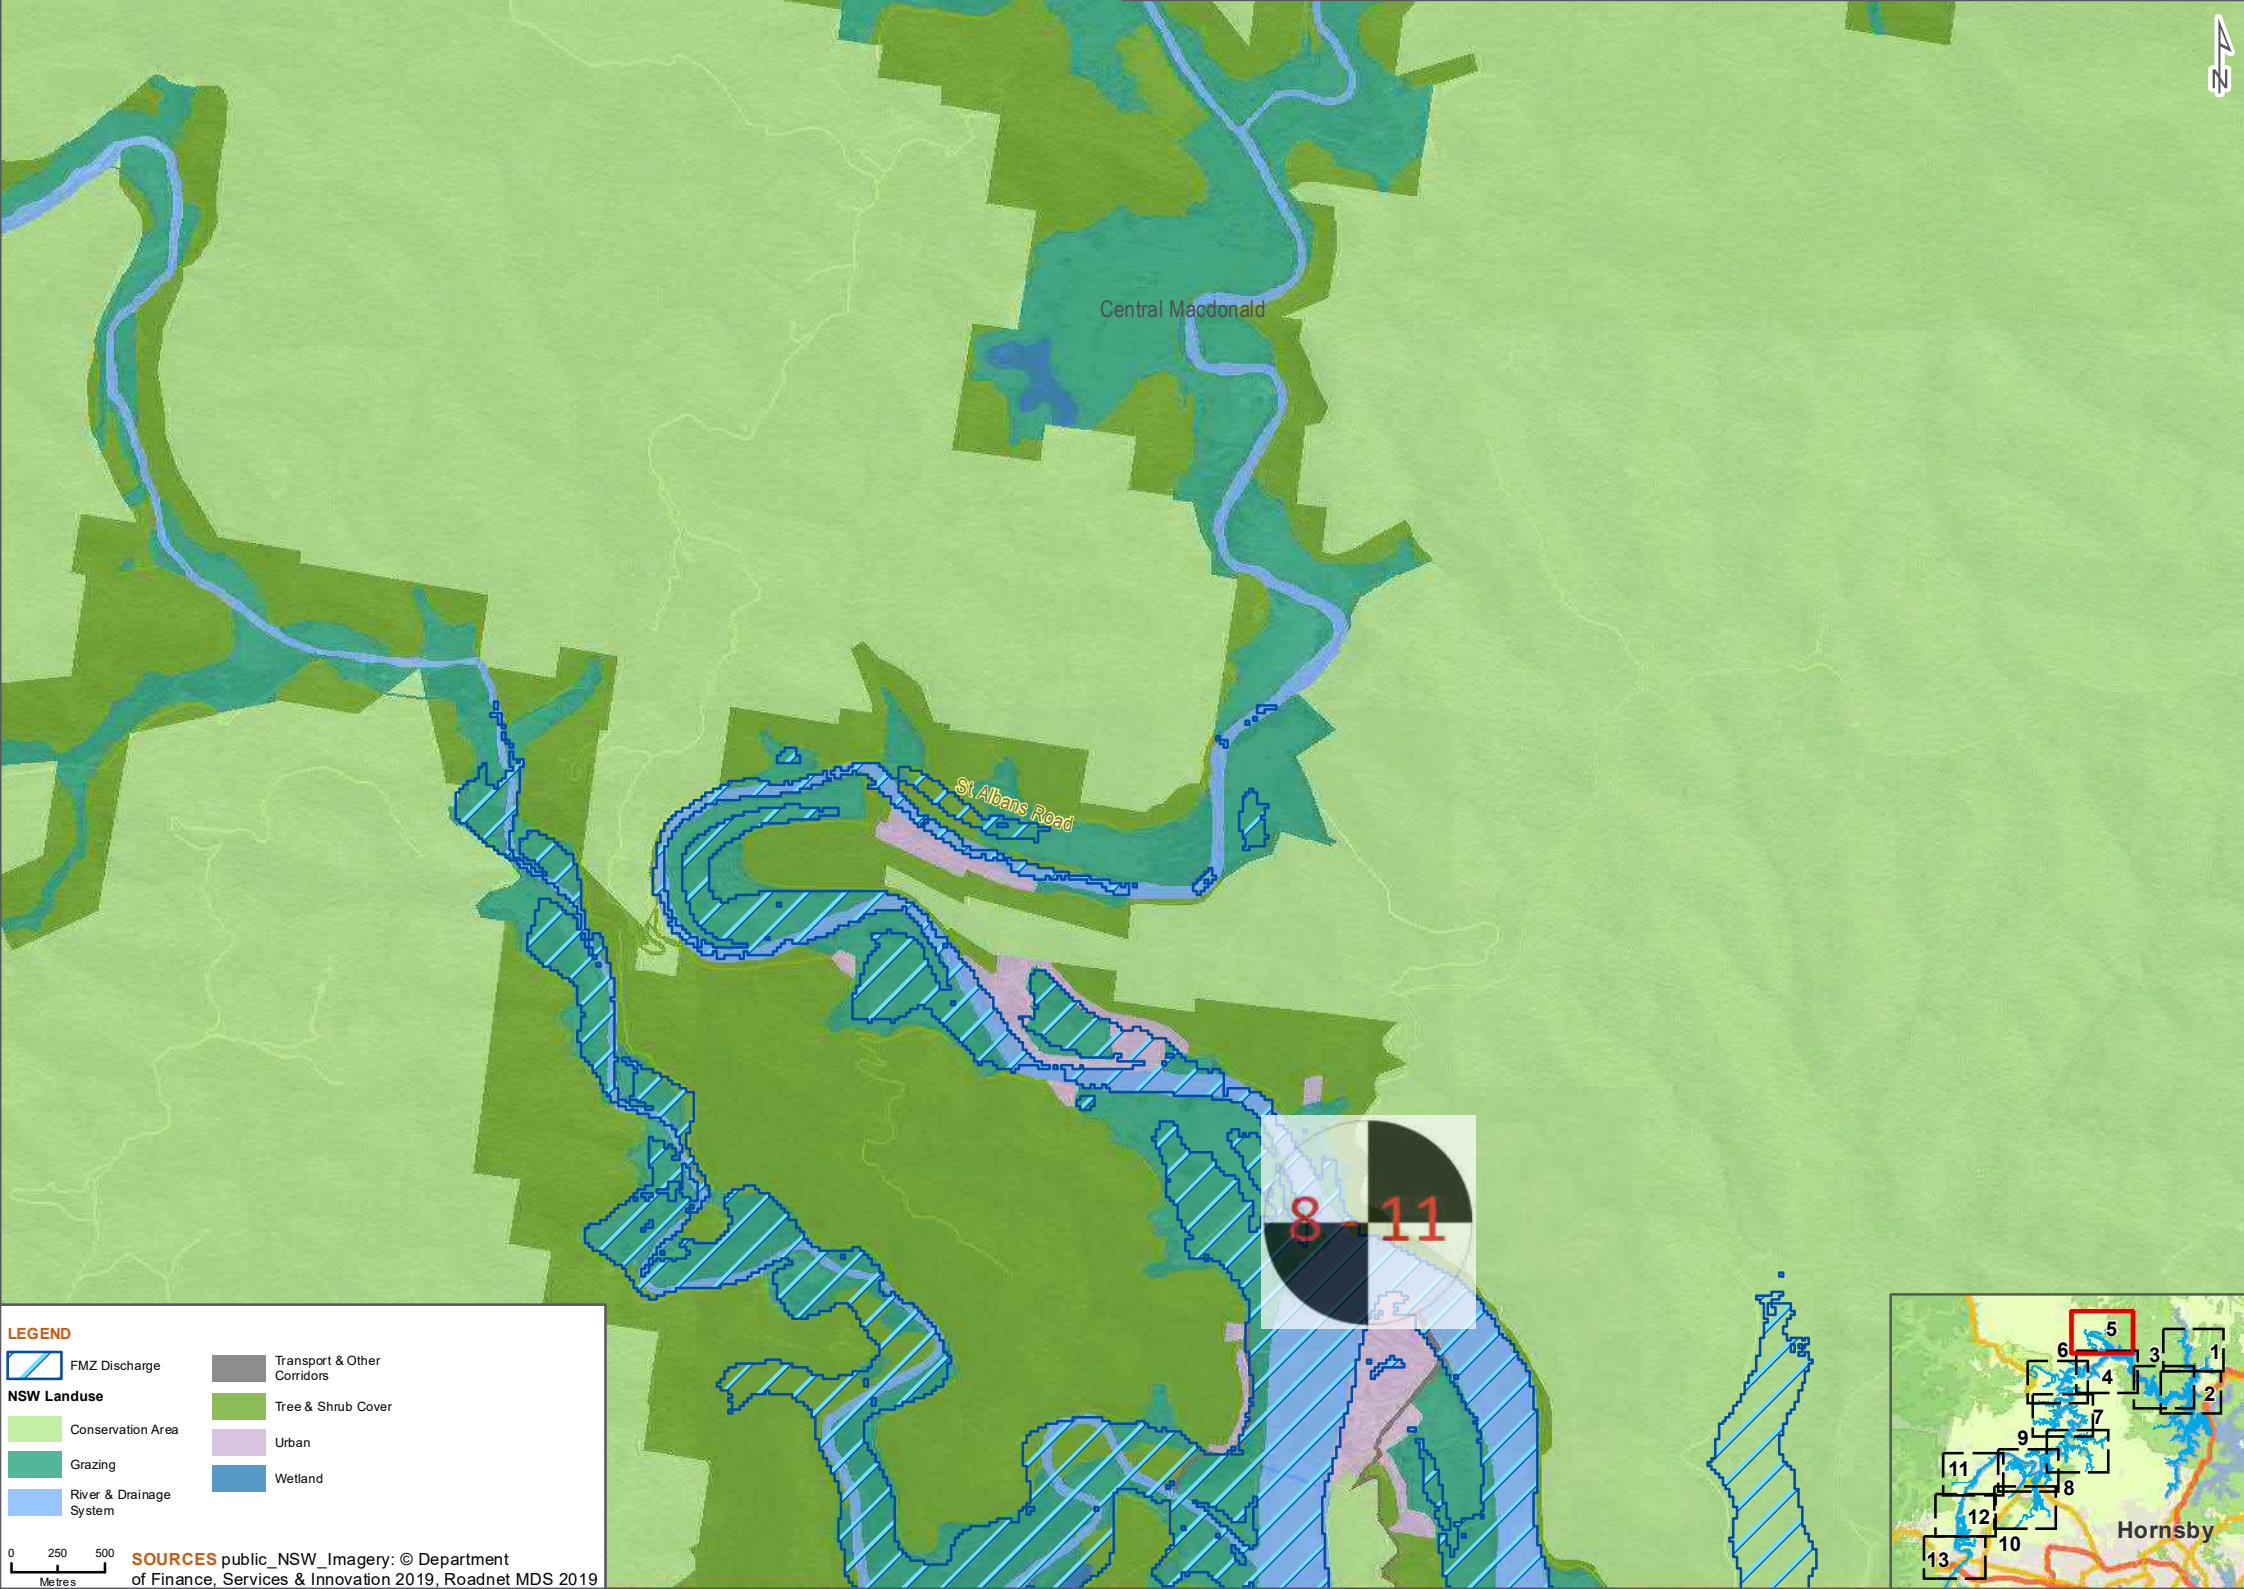 N
Central Macdonald
St Albans Road
8 - 11
LEGEND
FMZ Discharge
NSW Landuse
Conservation Area
Grazing
River & Drainage
System
Transport & Other
Corridors
Tree & Shrub Cover
Urban
Wetland
0 250 500
Metres
SOURCES public_NSW_Imagery: © Department
of Finance, Services & Innovation 2019, Roadnet MDS 2019
5
6
3
1
4
2
7
9
11
8
12
10
13
Hornsby